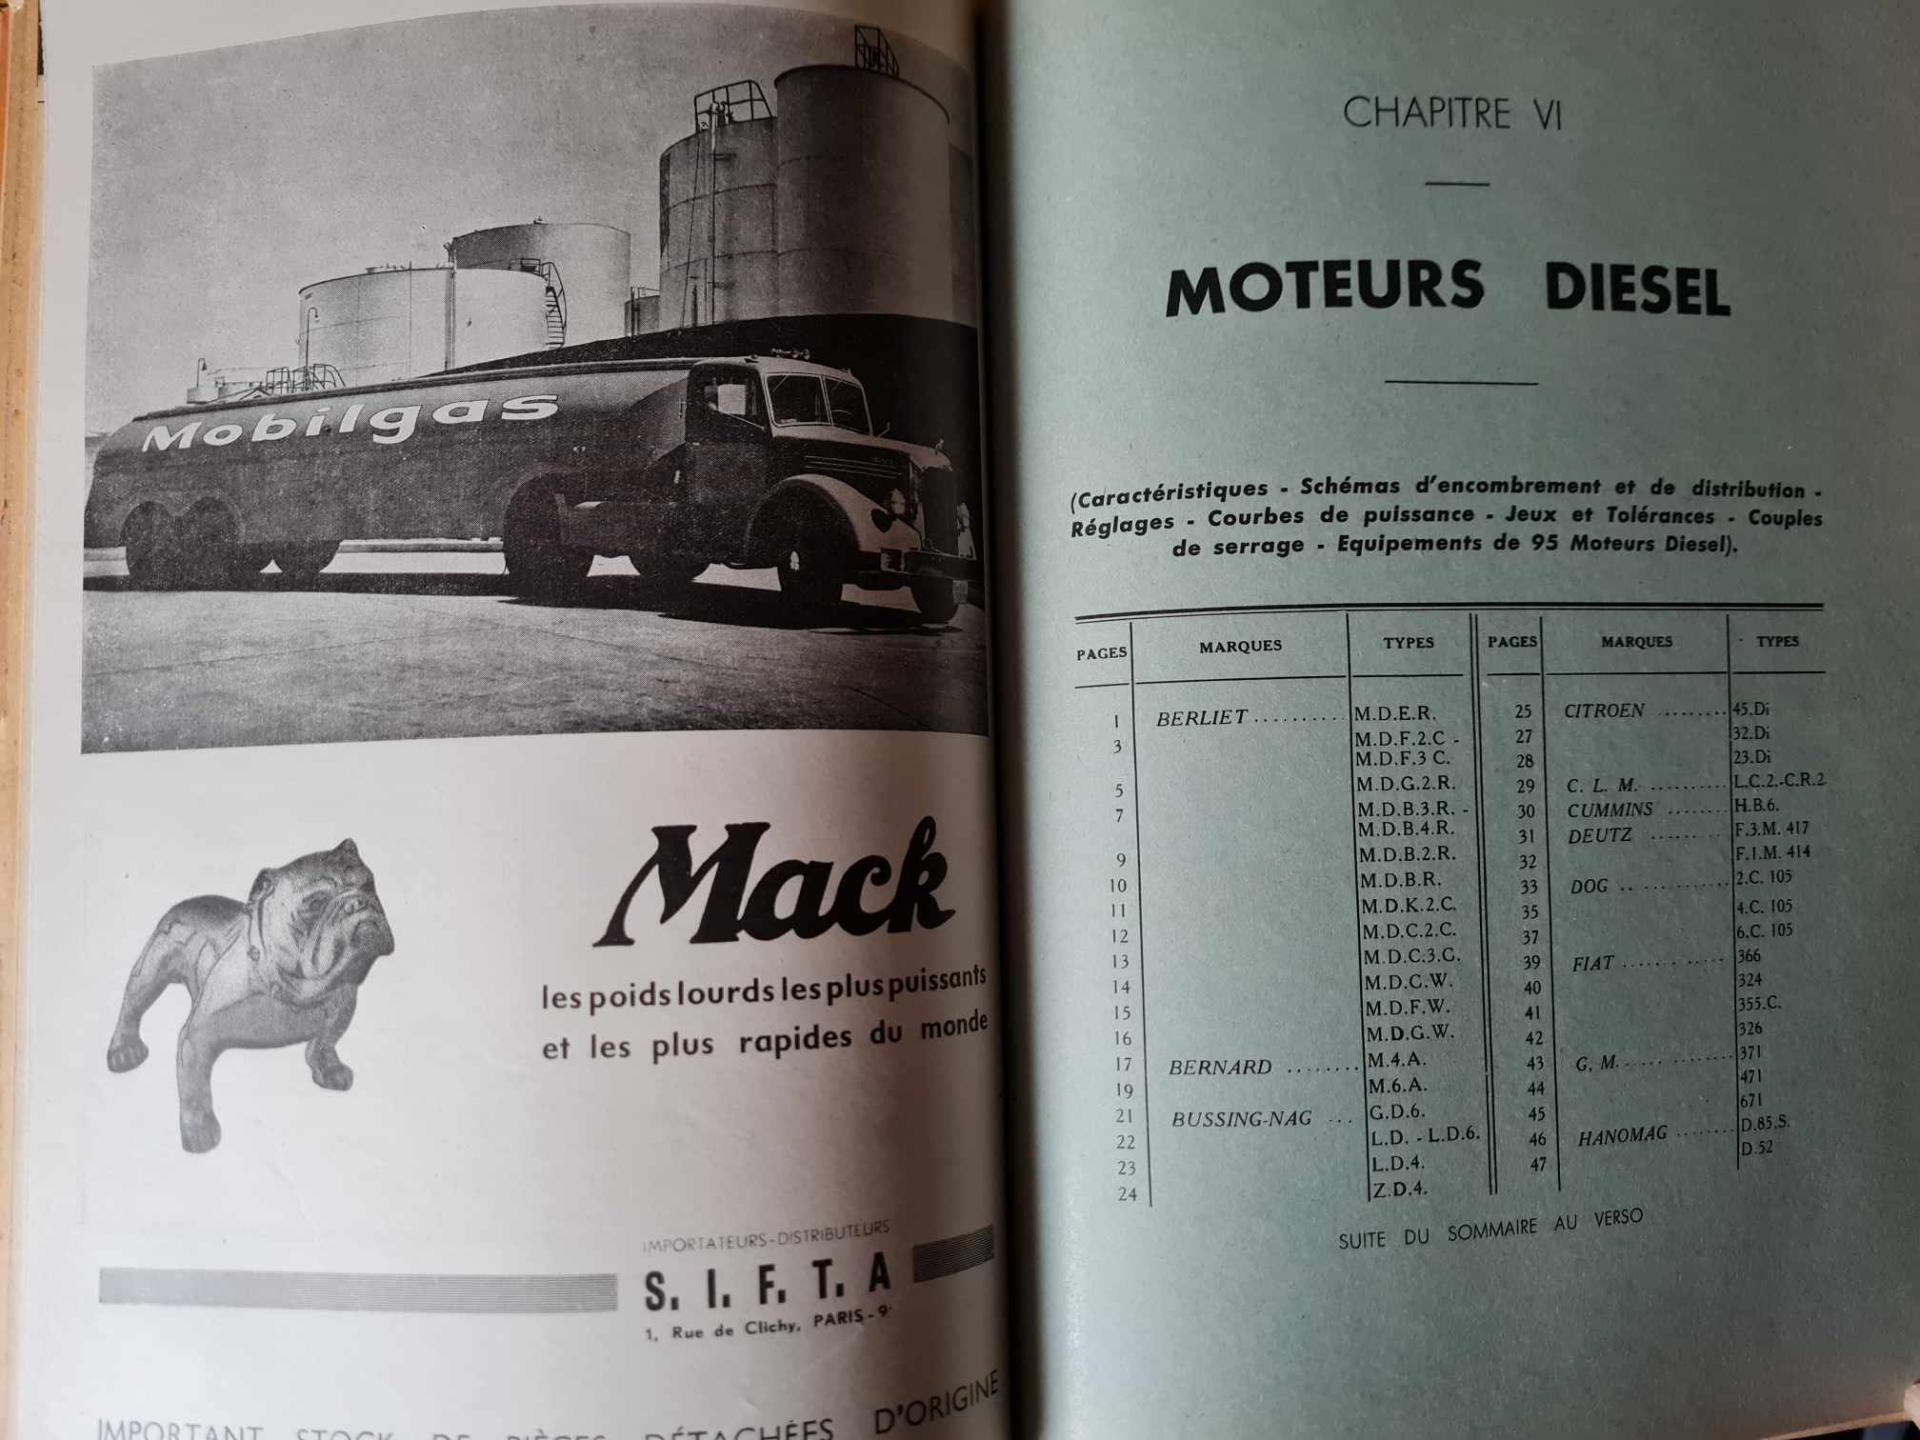 Mobilgas
Mack
les poids lourds les plus puissants
et les plus rapides du monde
IMPORTATEURS-DISTRIBUTEURS
S. I. F. T. A
1, Rue de Clichy, PARIS-9e
IMPORTANT STOCK DE PIÈCES DÉTACHÉES D'ORIGINE
CHAPITRE VI
MOTEURS DIESEL
(Caractéristiques - Schémas d'encombrement et de distribution -
Réglages - Courbes de puissance - Jeux et Tolérances - Couples
de serrage - Equipements de 95 Moteurs Diesel).
PAGES MARQUES TYPES PAGES MARQUES TYPES
1 BERLIET .......... M.D.E.R. 25 CITROEN ........ 45.Di
3 M.D.F.2.C - 27 32.Di
M.D.F.3 C. 28 23.Di
5 M.D.G.2.R. 29 C. L. M. .......... L.C.2.-C.R.2
7 M.D.B.3.R. - 30 CUMMINS ........ H.B.6.
M.D.B.4.R. 31 DEUTZ ......... F.3.M. 417
9 M.D.B.2.R. 32 F.1.M. 414
10 M.D.B.R. 33 DOG ............. 2.C. 105
11 M.D.K.2.C. 35 4.C. 105
12 M.D.C.2.C. 37 6.C. 105
13 M.D.C.3.C. 39 FIAT ............ 366
14 M.D.C.W. 40 324
15 M.D.F.W. 41 355.C.
16 M.D.G.W. 42 326
17 BERNARD ........ M.4.A. 43 G. M. ............ 371
19 M.6.A. 44 471
21 BUSSING-NAG ... G.D.6. 45 671
22 L.D. - L.D.6. 46 HANOMAG ........ D.85.S.
23 L.D.4. 47 D.52
24 Z.D.4.
SUITE DU SOMMAIRE AU VERSO